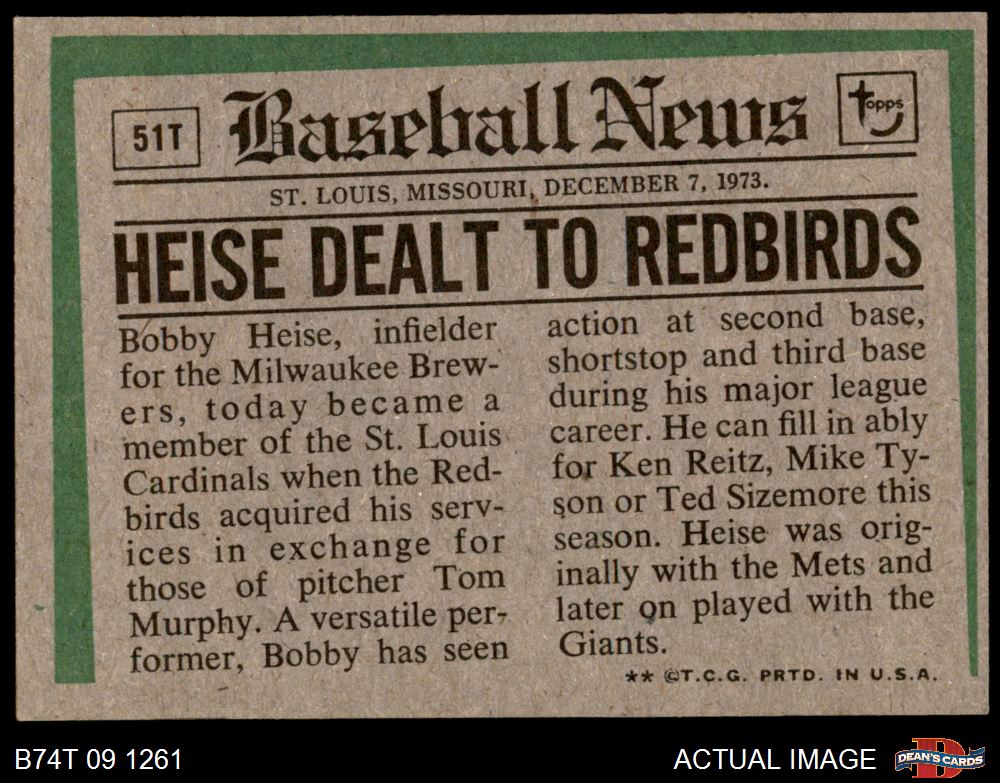 51T
Baseball News
Topps
ST. LOUIS, MISSOURI, DECEMBER 7, 1973.
HEISE DEALT TO REDBIRDS
Bobby Heise, infielder
for the Milwaukee Brew-
ers, today became a
member of the St. Louis
Cardinals when the Red-
birds acquired his serv-
ices in exchange for
those of pitcher Tom
Murphy. A versatile per-
former, Bobby has seen
action at second base,
shortstop and third base
during his major league
career. He can fill in ably
for Ken Reitz, Mike Ty-
son or Ted Sizemore this
season. Heise was orig-
inally with the Mets and
later on played with the
Giants.
** ©T.C.G. PRTD. IN U.S.A.
B74T 09 1261
ACTUAL IMAGE
D
DEAN'S CARDS